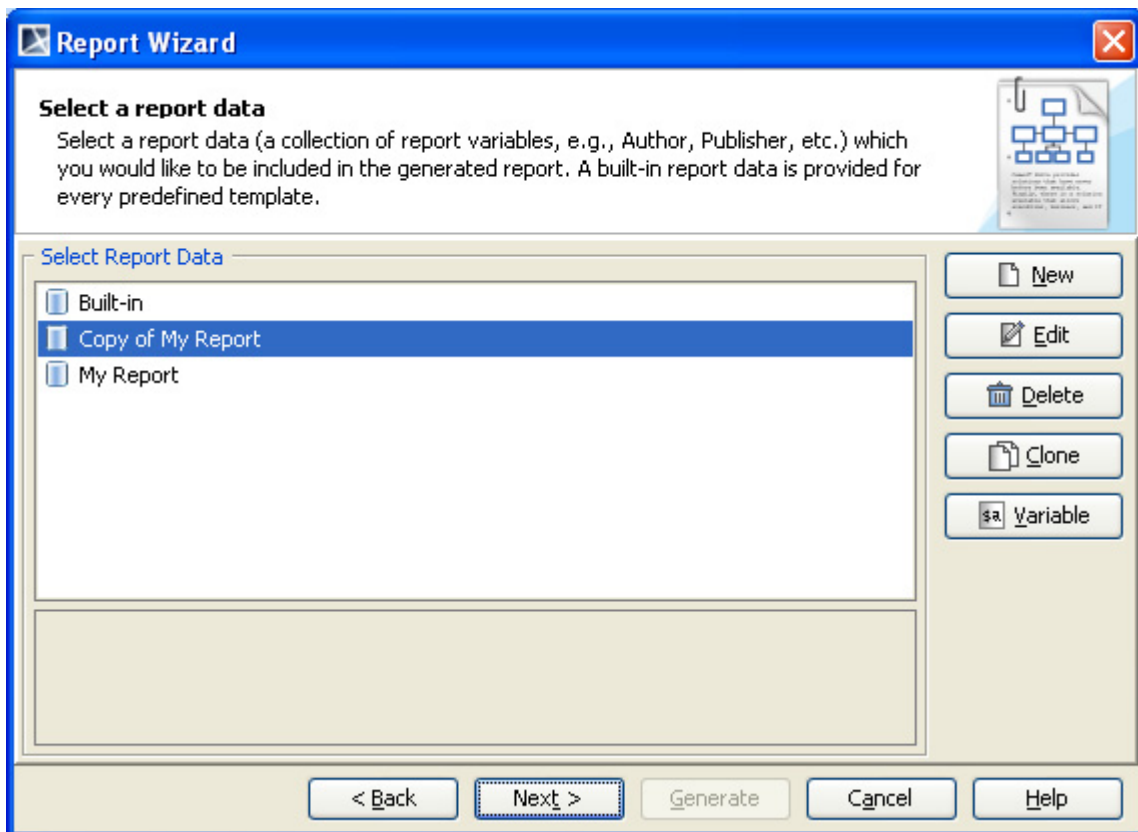 Report Wizard
Select a report data
Select a report data (a collection of report variables, e.g., Author, Publisher, etc.) which
you would like to be included in the generated report. A built-in report data is provided for
every predefined template.
Select Report Data
Built-in
Copy of My Report
My Report
New
Edit
Delete
Clone
Variable
< Back
Next >
Generate
Cancel
Help